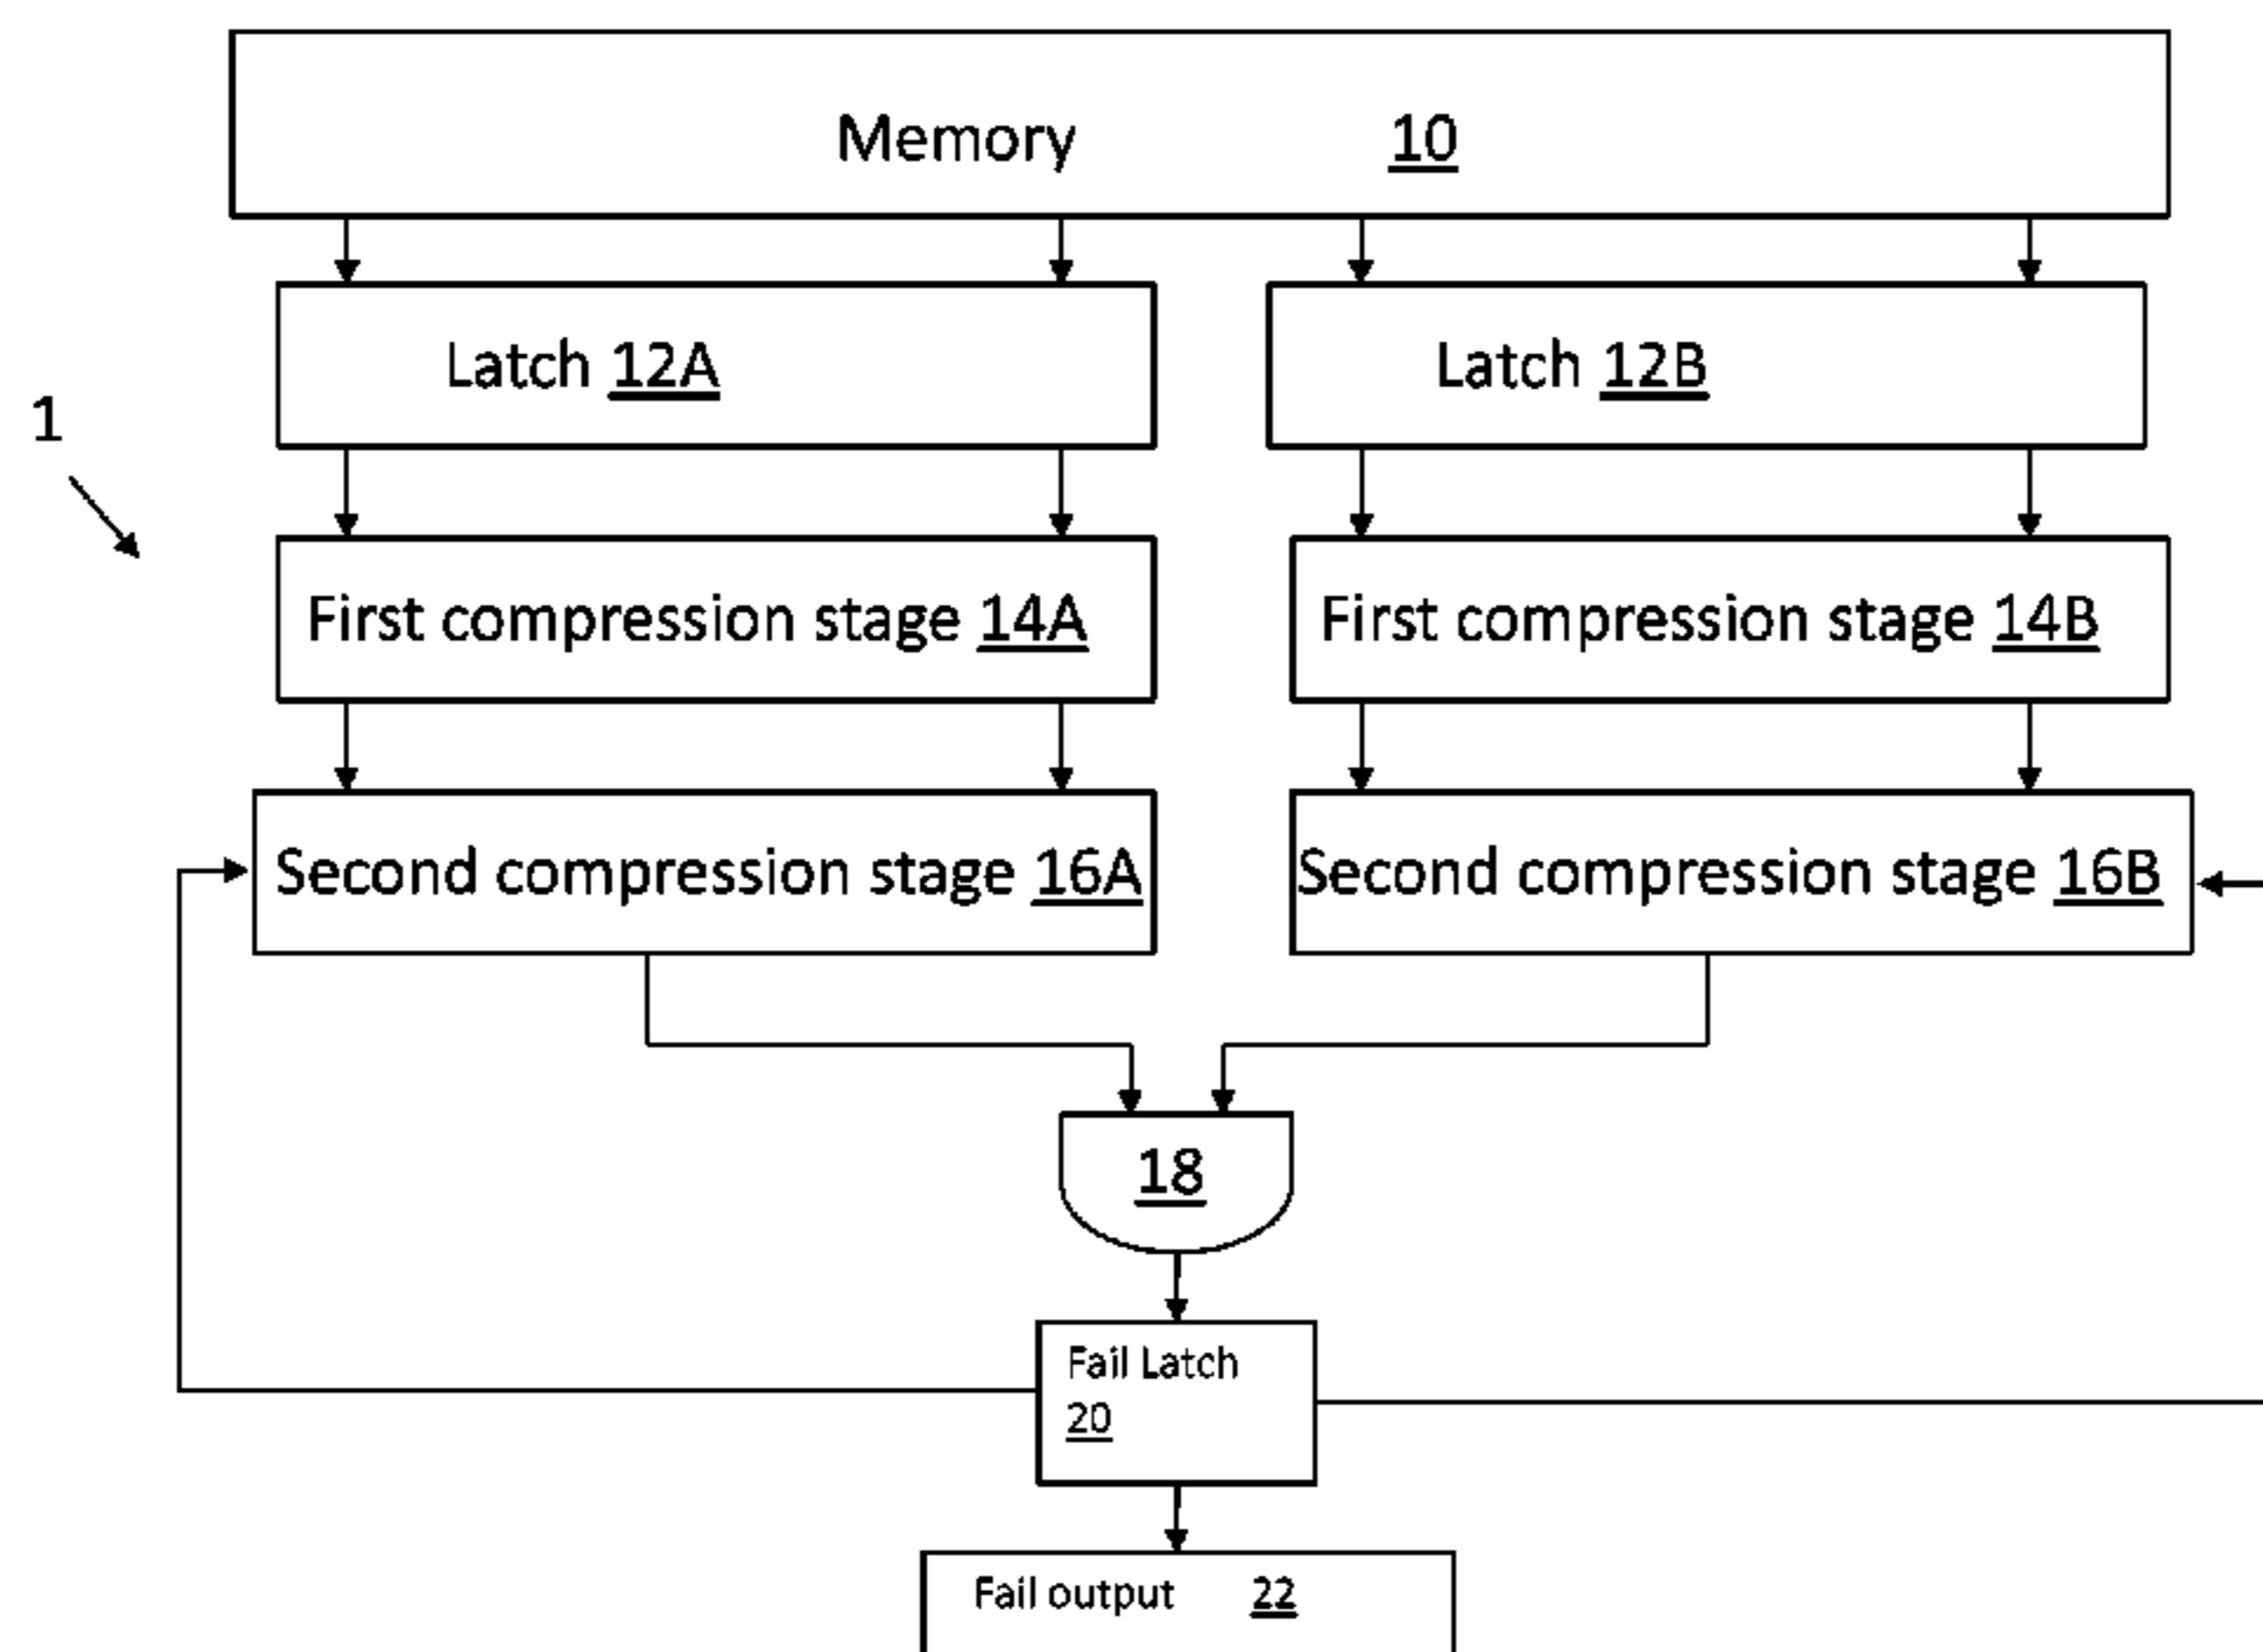 Memory 10
Latch 12A
Latch 12B
1
First compression stage 14A
First compression stage 14B
Second compression stage 16A
Second compression stage 16B
18
Fail Latch
20
Fail output 22